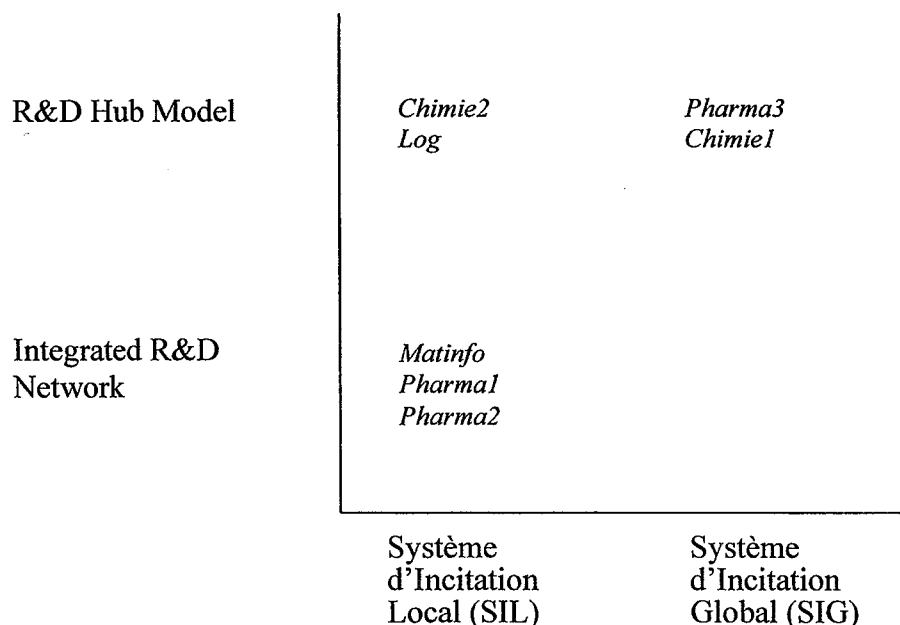 R&D Hub Model
Chimie2
Log
Pharma3
Chimie1
Integrated R&D
Network
Matinfo
Pharma1
Pharma2
Système
d'Incitation
Local (SIL)
Système
d'Incitation
Global (SIG)